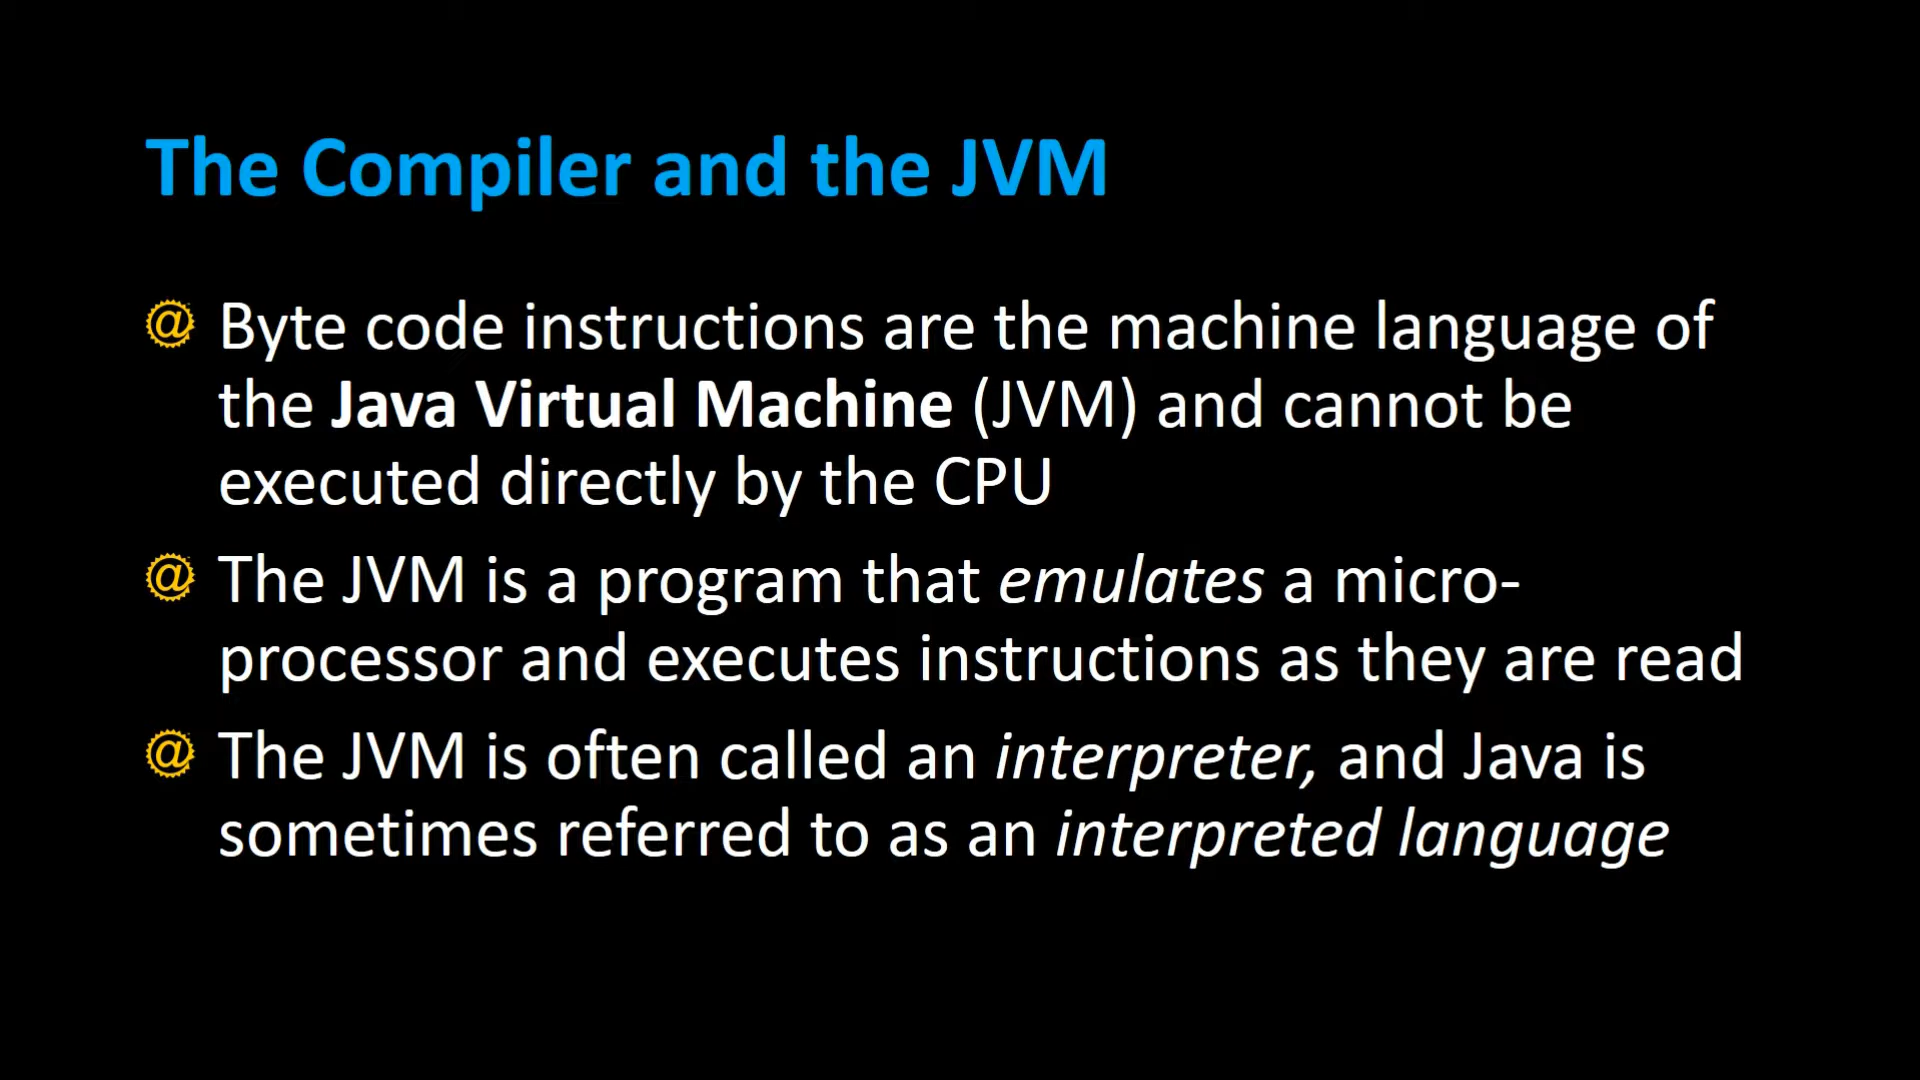 The Compiler and the JVM
@ Byte code instructions are the machine language of
the Java Virtual Machine (JVM) and cannot be
executed directly by the CPU
@ The JVM is a program that emulates a micro-
processor and executes instructions as they are read
@ The JVM is often called an interpreter, and Java is
sometimes referred to as an interpreted language